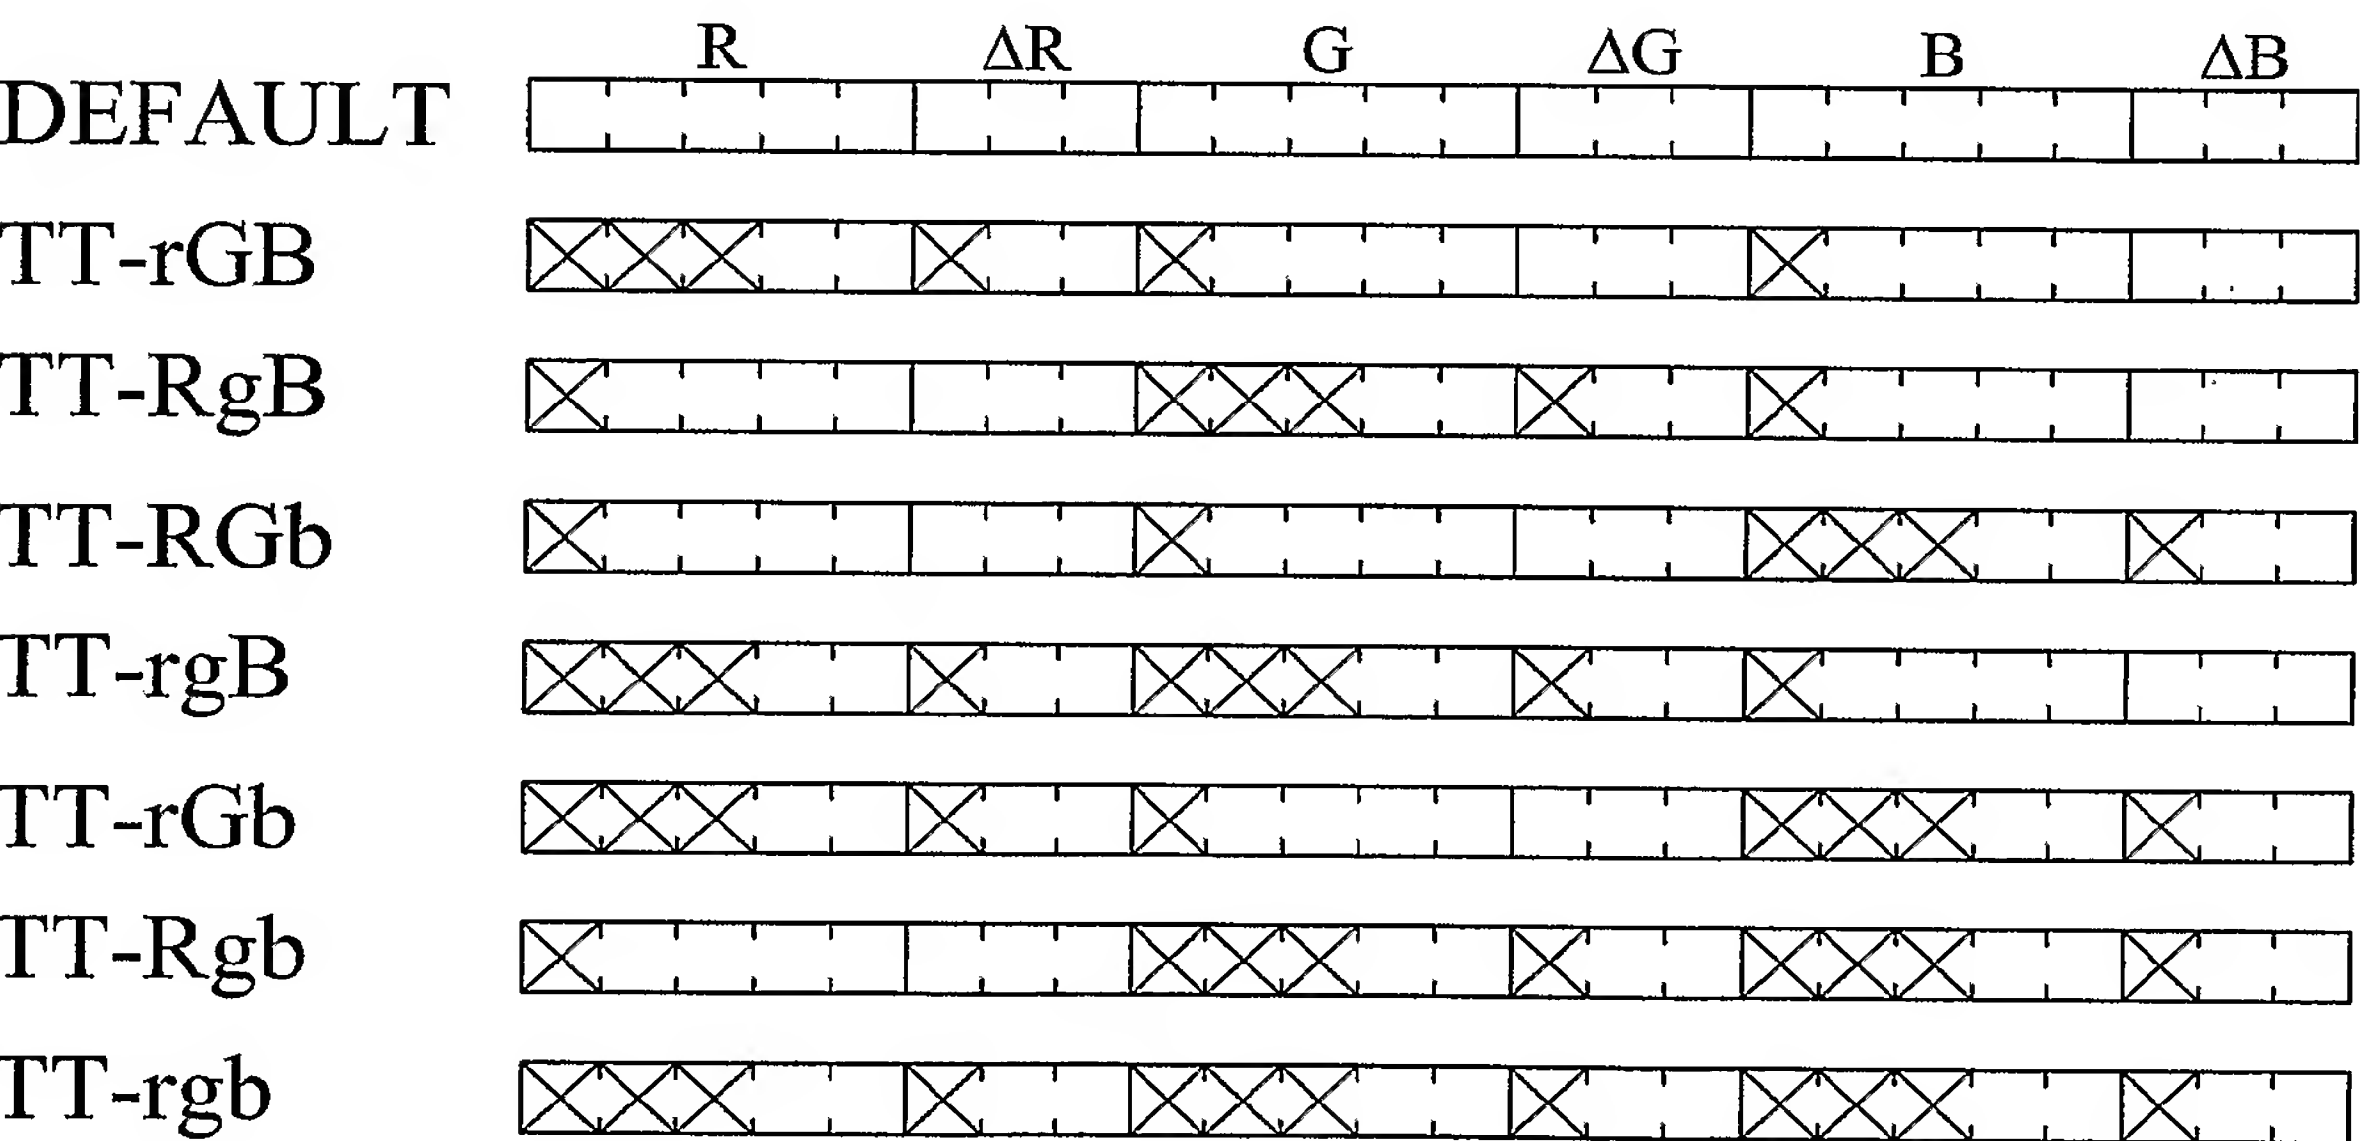 R ΔR G ΔG B ΔB
DEFAULT
TT-rGB
TT-RgB
TT-RGb
TT-rgB
TT-rGb
TT-Rgb
TT-rgb